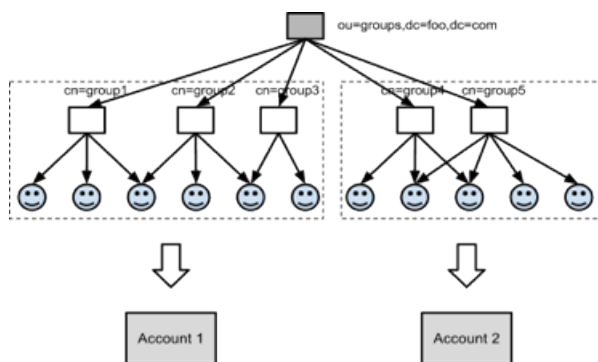 ou=groups,dc=foo,dc=com
cn=group1 cn=group2 cn=group3 cn=group4 cn=group5
Account 1 Account 2